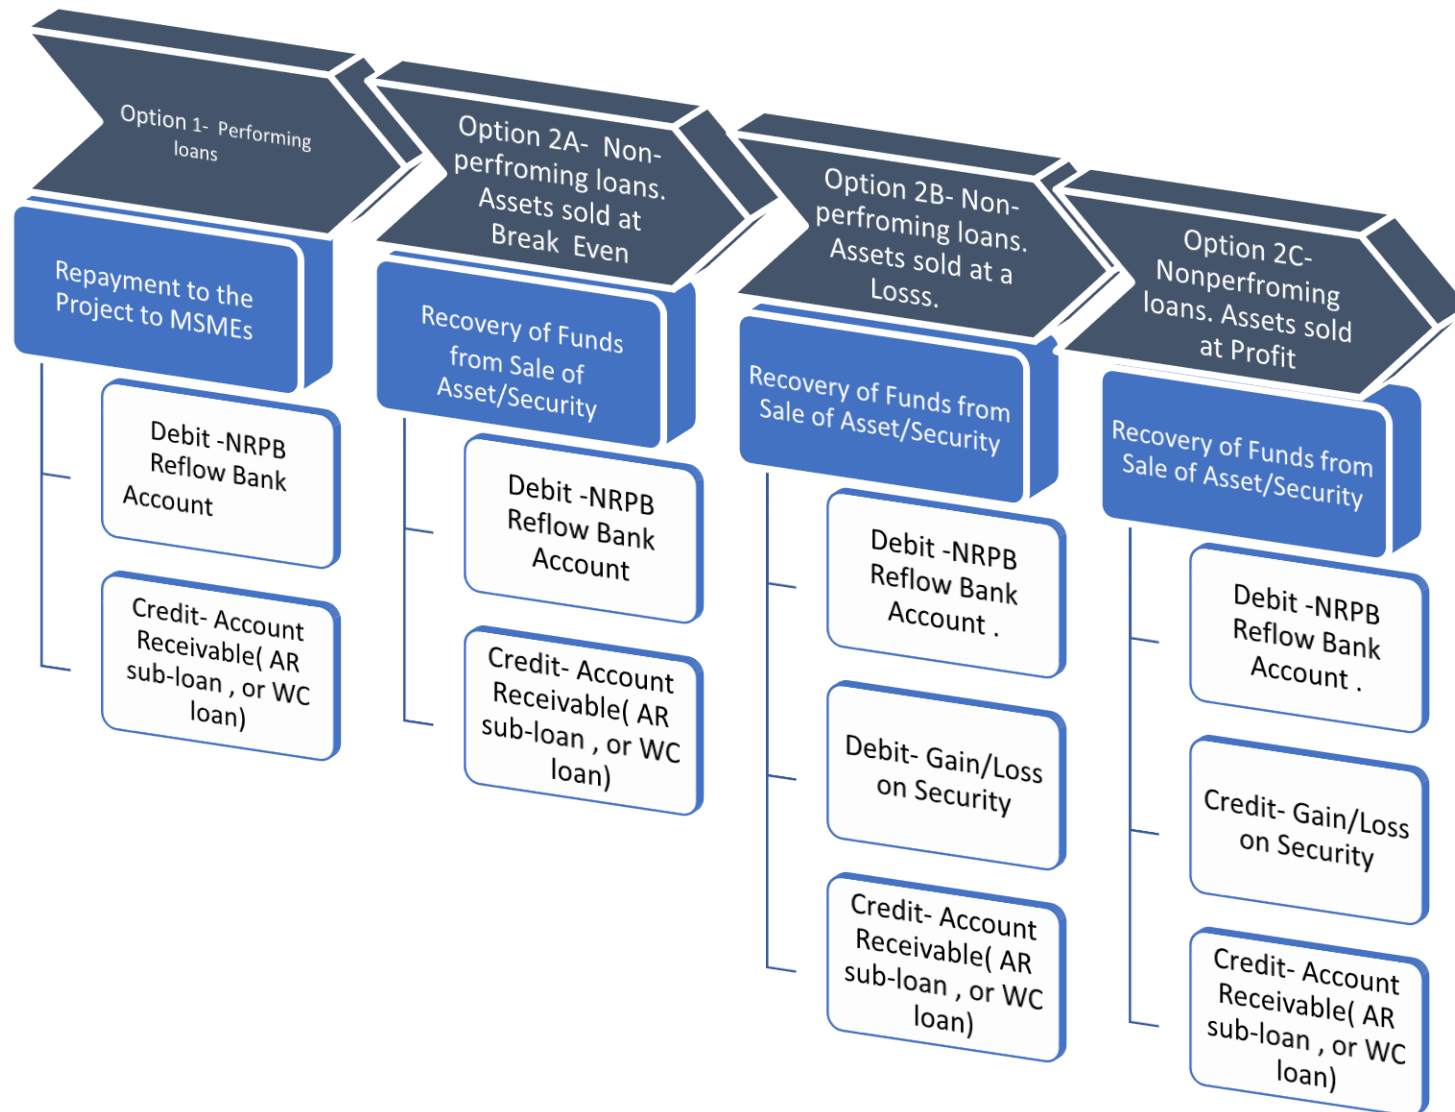 Option 1-  Performing
loans
Repayment to the
Project to MSMEs
Debit -NRPB
Reflow Bank
Account
Credit- Account
Receivable( AR
sub-loan , or WC
loan)
Option 2A-  Non-
perfroming loans.
Assets sold at
Break  Even
Recovery of Funds
from Sale of
Asset/Security
Debit -NRPB
Reflow Bank
Account
Credit- Account
Receivable( AR
sub-loan , or WC
loan)
Option 2B- Non-
perfroming loans.
Assets sold at a
Losss.
Recovery of Funds from
Sale of Asset/Security
Debit -NRPB
Reflow Bank
Account .
Debit- Gain/Loss
on Security
Credit- Account
Receivable( AR
sub-loan , or WC
loan)
Option 2C-
Nonperfroming
loans. Assets sold
at Profit
Recovery of Funds from
Sale of Asset/Security
Debit -NRPB
Reflow Bank
Account .
Credit- Gain/Loss
on Security
Credit- Account
Receivable( AR
sub-loan , or WC
loan)